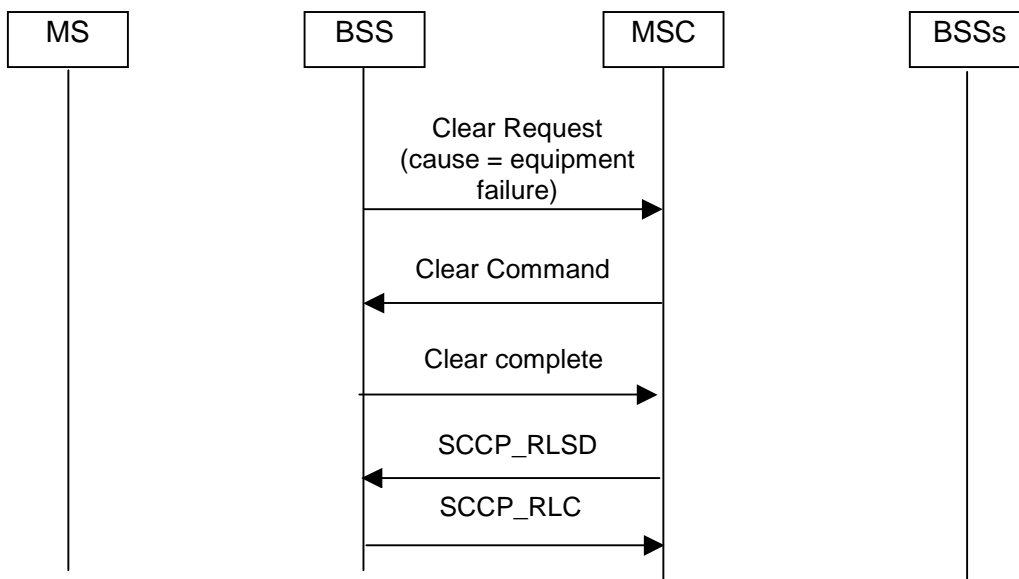 MS
BSS
MSC
BSSs
Clear Request
(cause = equipment
failure)
Clear Command
Clear complete
SCCP_RLSD
SCCP_RLC